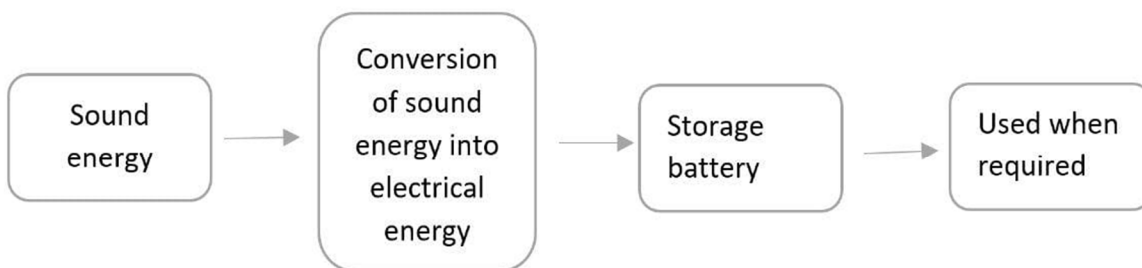 Sound
energy
Conversion
of sound
energy into
electrical
energy
Storage
battery
Used when
required